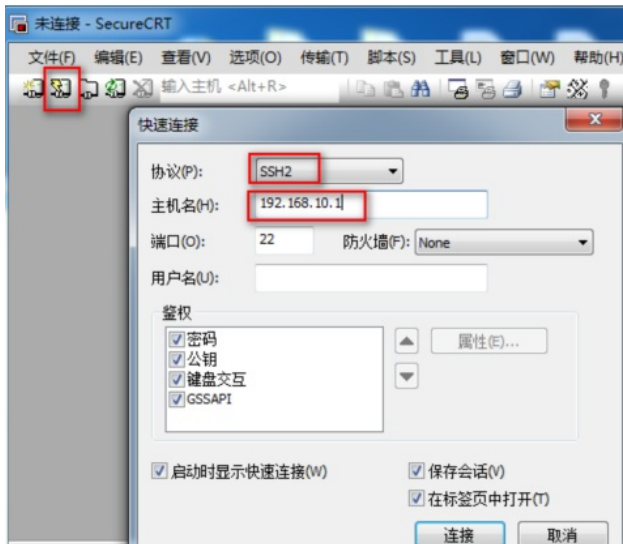 未连接 - SecureCRT
文件(F) 编辑(E) 查看(V) 选项(O) 传输(T) 脚本(S) 工具(L) 窗口(W) 帮助(H)
输入主机 <Alt+R>
快速连接
协议(P): SSH2
主机名(H): 192.168.10.1
端口(O): 22 防火墙(F): None
用户名(U):
鉴权
密码
公钥
属性(E)...
键盘交互
GSSAPI
启动时显示快速连接(W) 保存会话(V)
在标签页中打开(T)
连接 取消